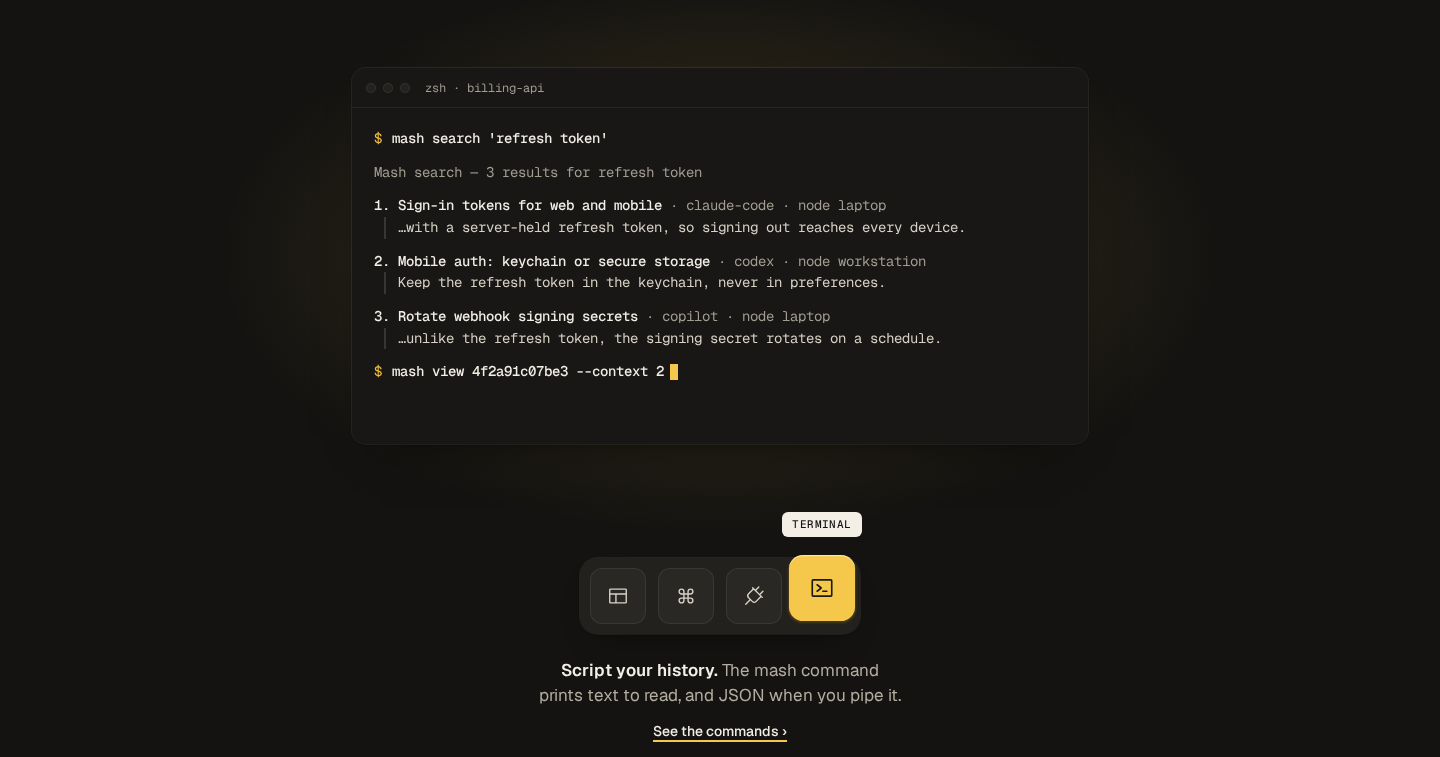 zsh · billing-api
$ mash search 'refresh token'
Mash search — 3 results for refresh token
1. Sign-in tokens for web and mobile · claude-code · node laptop
…with a server-held refresh token, so signing out reaches every device.
2. Mobile auth: keychain or secure storage · codex · node workstation
Keep the refresh token in the keychain, never in preferences.
3. Rotate webhook signing secrets · copilot · node laptop
…unlike the refresh token, the signing secret rotates on a schedule.
$ mash view 4f2a91c07be3 --context 2
TERMINAL
Script your history. The mash command
prints text to read, and JSON when you pipe it.
See the commands ›